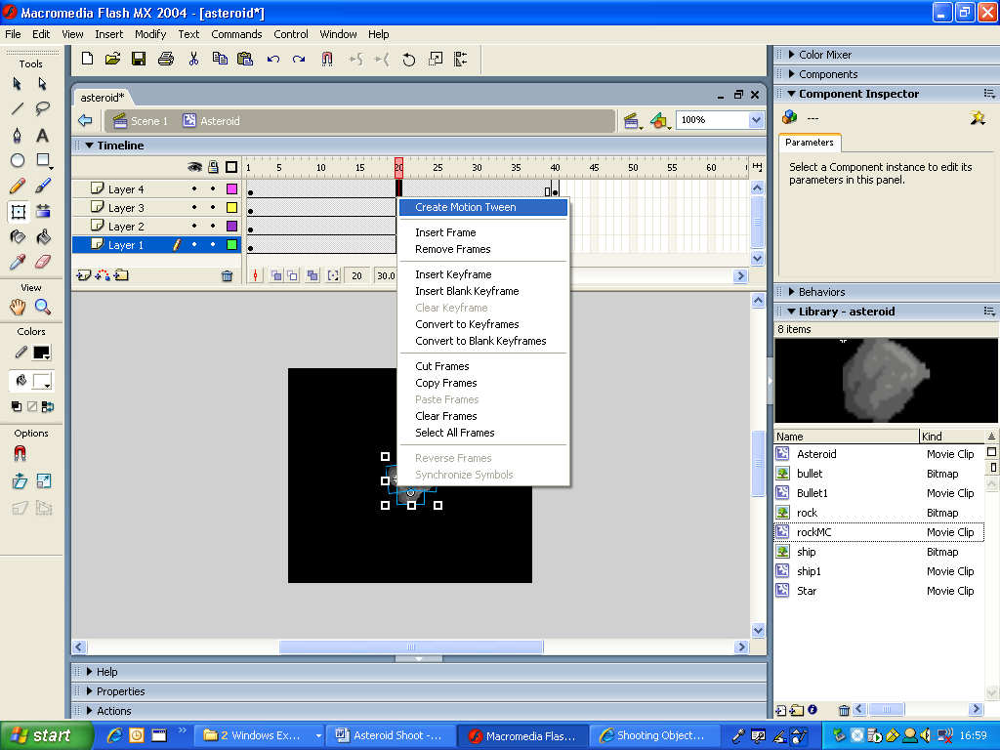 Macromedia Flash MX 2004 - [asteroid*]
File Edit View Insert Modify Text Commands Control Window Help
Tools
asteroid*
Scene 1 Asteroid 100%
Timeline
1 5 10 15 20 25 30 35 40 45 50 55 60
Layer 4
Layer 3
Layer 2
Layer 1
20 30.0
Create Motion Tween
Insert Frame
Remove Frames
Insert Keyframe
Insert Blank Keyframe
Clear Keyframe
Convert to Keyframes
Convert to Blank Keyframes
Cut Frames
Copy Frames
Paste Frames
Clear Frames
Select All Frames
Reverse Frames
Synchronize Symbols
View
Colors
Options
Color Mixer
Components
Component Inspector
---
Parameters
Select a Component instance to edit its
parameters in this panel.
Behaviors
Library - asteroid
8 items
Name Kind
Asteroid Movie Clip
bullet Bitmap
Bullet1 Movie Clip
rock Bitmap
rockMC Movie Clip
ship Bitmap
ship1 Movie Clip
Star Movie Clip
Help
Properties
Actions
start
2 Windows Ex...
Asteroid Shoot -...
Macromedia Flas...
Shooting Object...
16:59